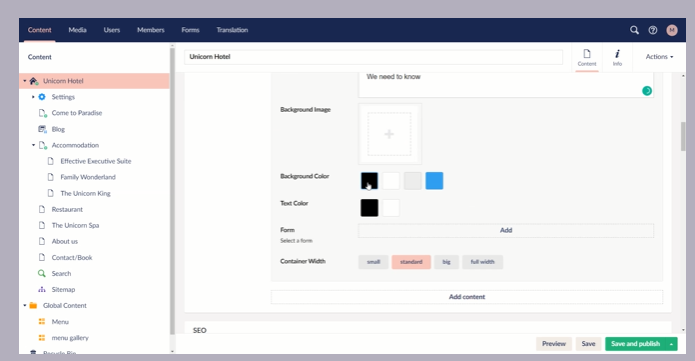 Content Media Users Members Forms Translation
M
Content
Unicorn Hotel
Content
Info
Actions
Unicorn Hotel
Settings
Come to Paradise
Blog
Accommodation
Effective Executive Suite
Family Wonderland
The Unicorn King
Restaurant
The Unicorn Spa
About us
Contact/Book
Search
Sitemap
Global Content
Menu
menu gallery
Recycle Bin
We need to know
Background Image
Background Color
Text Color
Form
Select a form
Add
Container Width
small standard big full width
Add content
SEO
Preview Save Save and publish